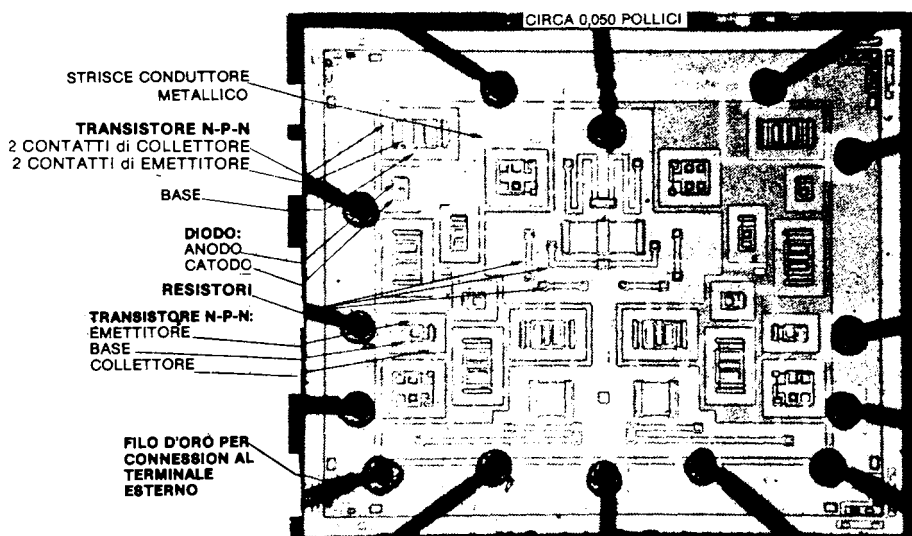 CIRCA 0,050 POLLICI
STRISCE CONDUTTORE
METALLICO
TRANSISTORE N-P-N
2 CONTATTI di COLLETTORE
2 CONTATTI di EMETTITORE
BASE
DIODO:
ANODO
CATODO
RESISTORI
TRANSISTORE N-P-N:
EMETTITORE
BASE
COLLETTORE
FILO D'ORO PER
CONNESSION AL
TERMINALE
ESTERNO